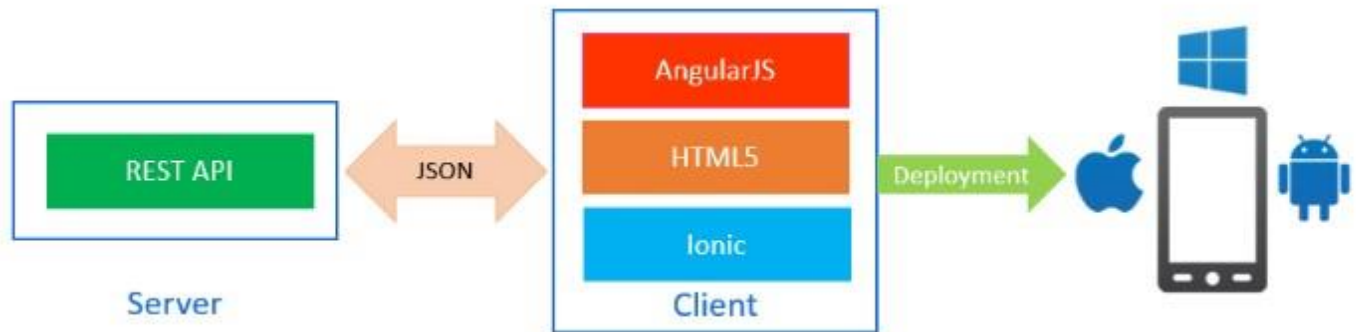 REST API
Server
JSON
AngularJS
HTML5
Ionic
Client
Deployment